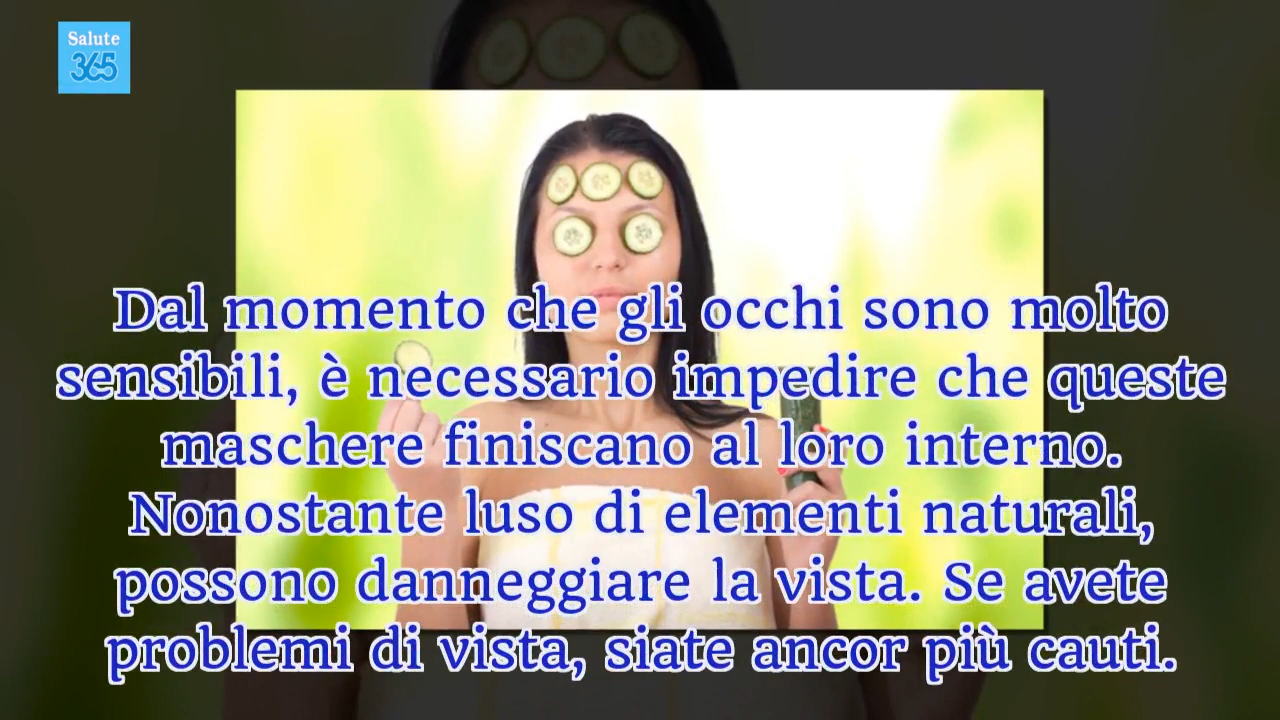 Salute
365
Dal momento che gli occhi sono molto
sensibili, è necessario impedire che queste
maschere finiscano al loro interno.
Nonostante luso di elementi naturali,
possono danneggiare la vista. Se avete
problemi di vista, siate ancor più cauti.